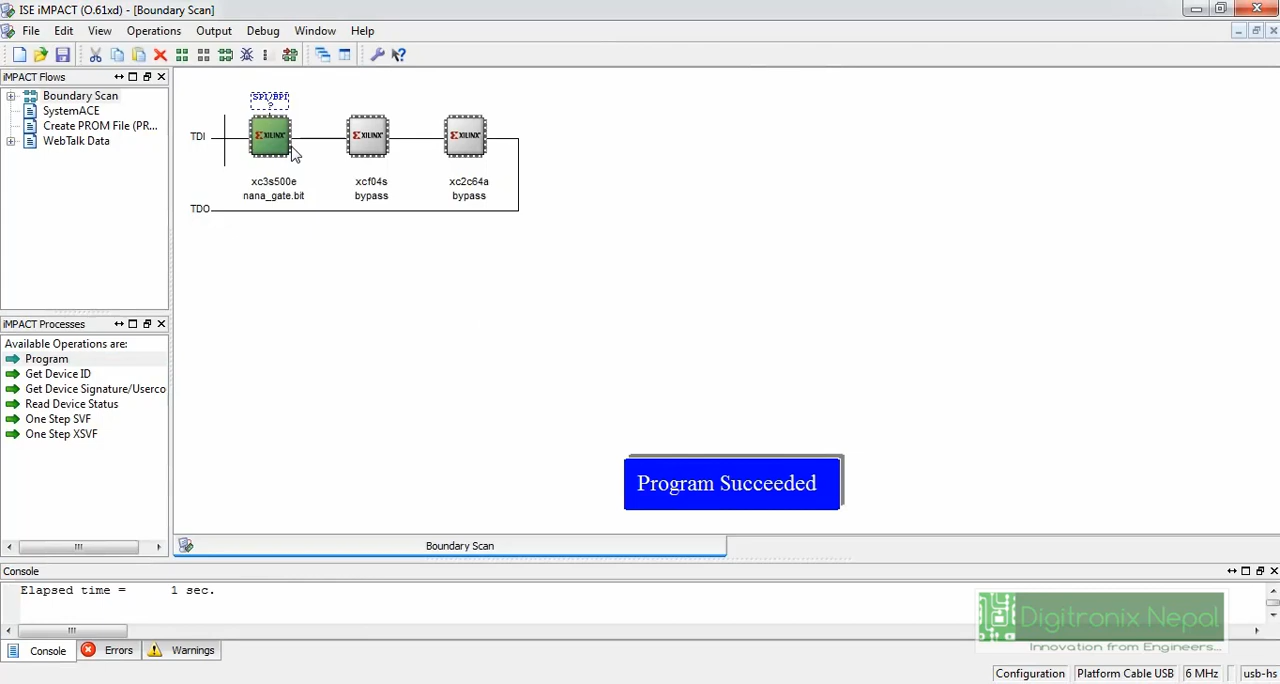 ISE iMPACT (O.61xd) - [Boundary Scan]
File Edit View Operations Output Debug Window Help
iMPACT Flows
Boundary Scan
SystemACE
Create PROM File (PR...
WebTalk Data
SPI/BPI
?
TDI
XILINX XILINX XILINX
xc3s500e xcf04s xc2c64a
nana_gate.bit bypass bypass
TDO
iMPACT Processes
Available Operations are:
Program
Get Device ID
Get Device Signature/Userco
Read Device Status
One Step SVF
One Step XSVF
Program Succeeded
Boundary Scan
Console
Elapsed time = 1 sec.
Digitronix Nepal
Innovation from Engineers...
Console Errors Warnings
Configuration Platform Cable USB 6 MHz usb-hs